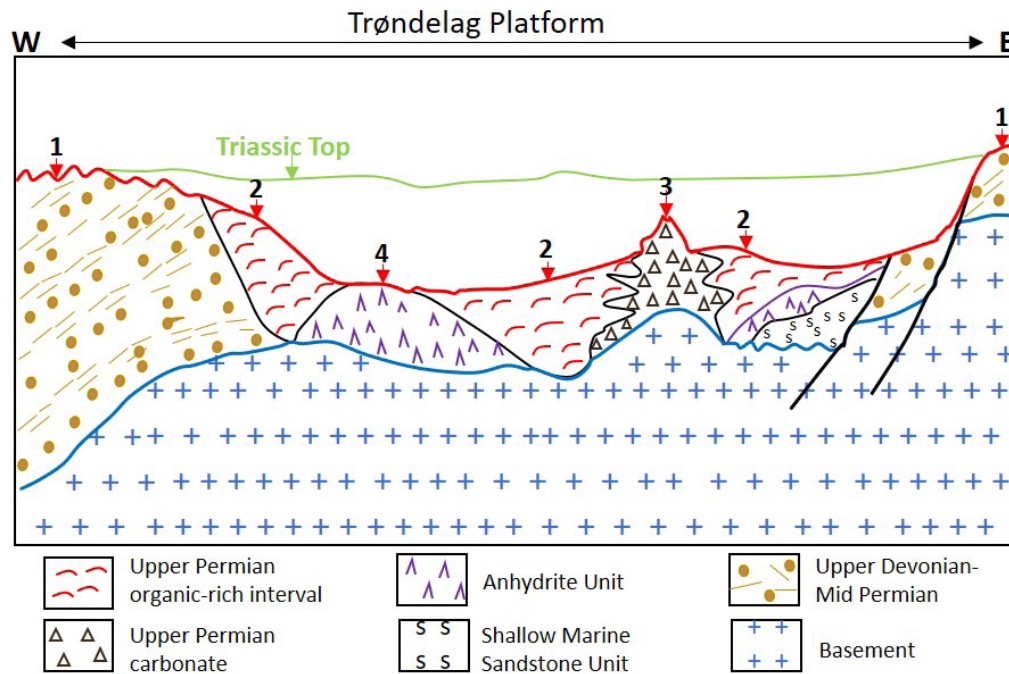 Trøndelag Platform
W E
1 1
Triassic Top
2 3
2
4 2
Upper Permian
organic-rich interval
Anhydrite Unit
Upper Devonian-
Mid Permian
Upper Permian
carbonate
S S
S S
Shallow Marine
Sandstone Unit
Basement